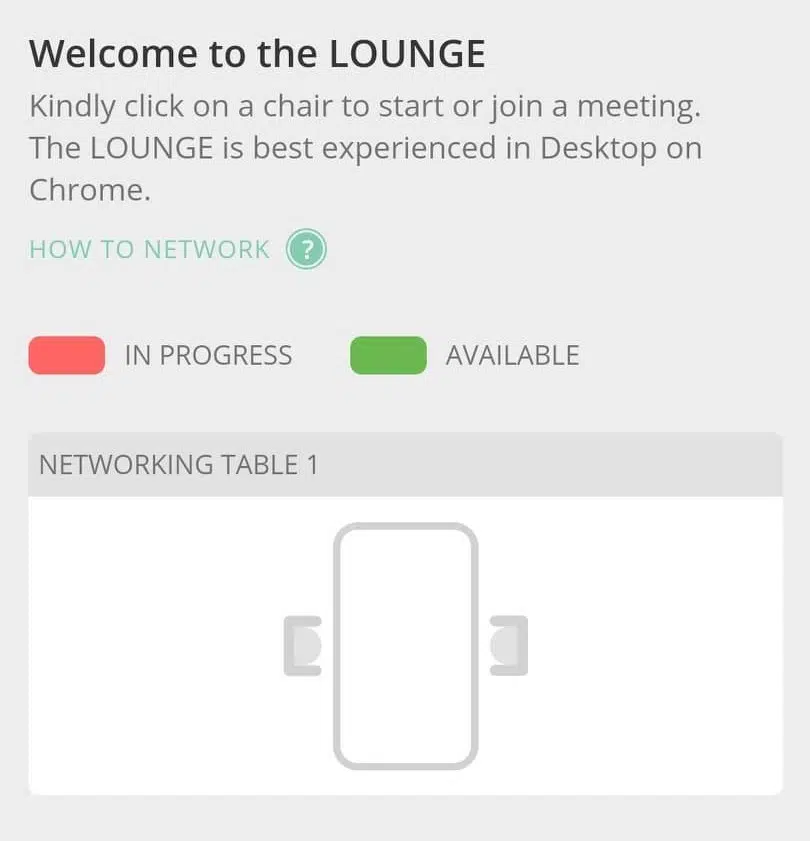 Welcome to the LOUNGE
Kindly click on a chair to start or join a meeting.
The LOUNGE is best experienced in Desktop on
Chrome.
HOW TO NETWORK ?
IN PROGRESS AVAILABLE
NETWORKING TABLE 1